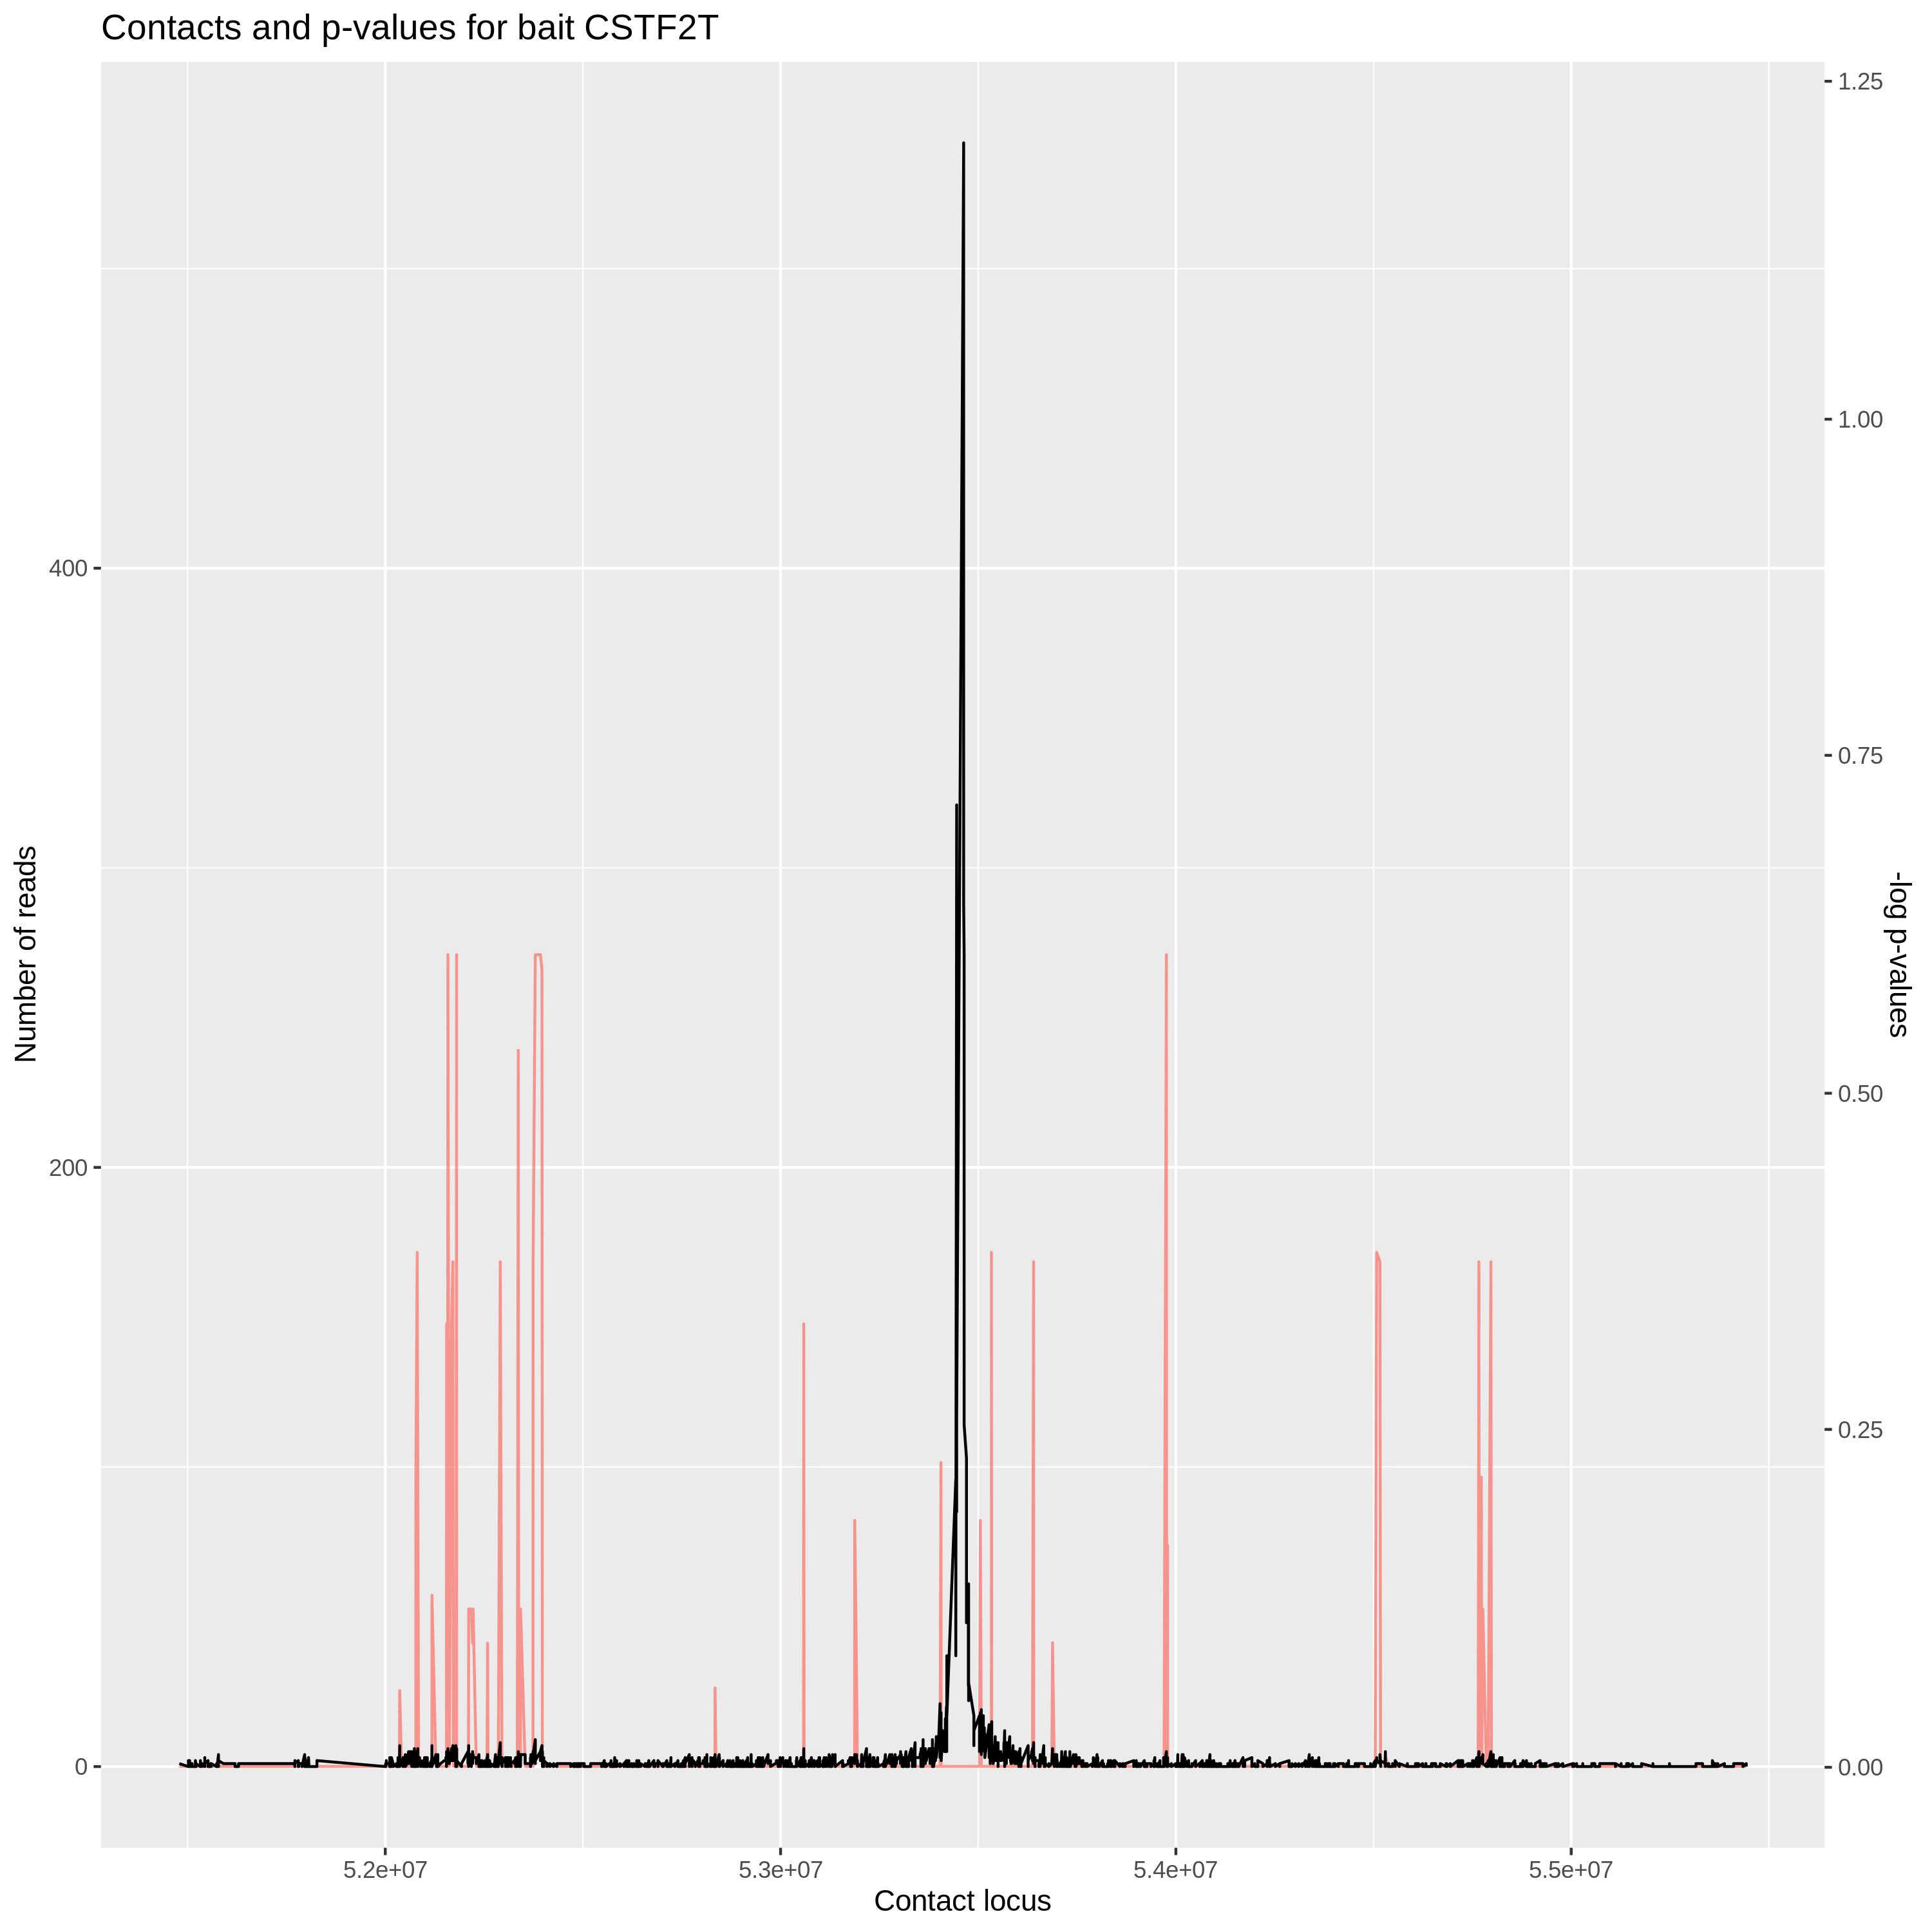 Contacts and p-values for bait CSTF2T
1.25
1.00
400
0.75
Number of reads
-log p-values
0.50
200
0.25
0
0.00
5.2e+07
5.3e+07
5.4e+07
5.5e+07
Contact locus